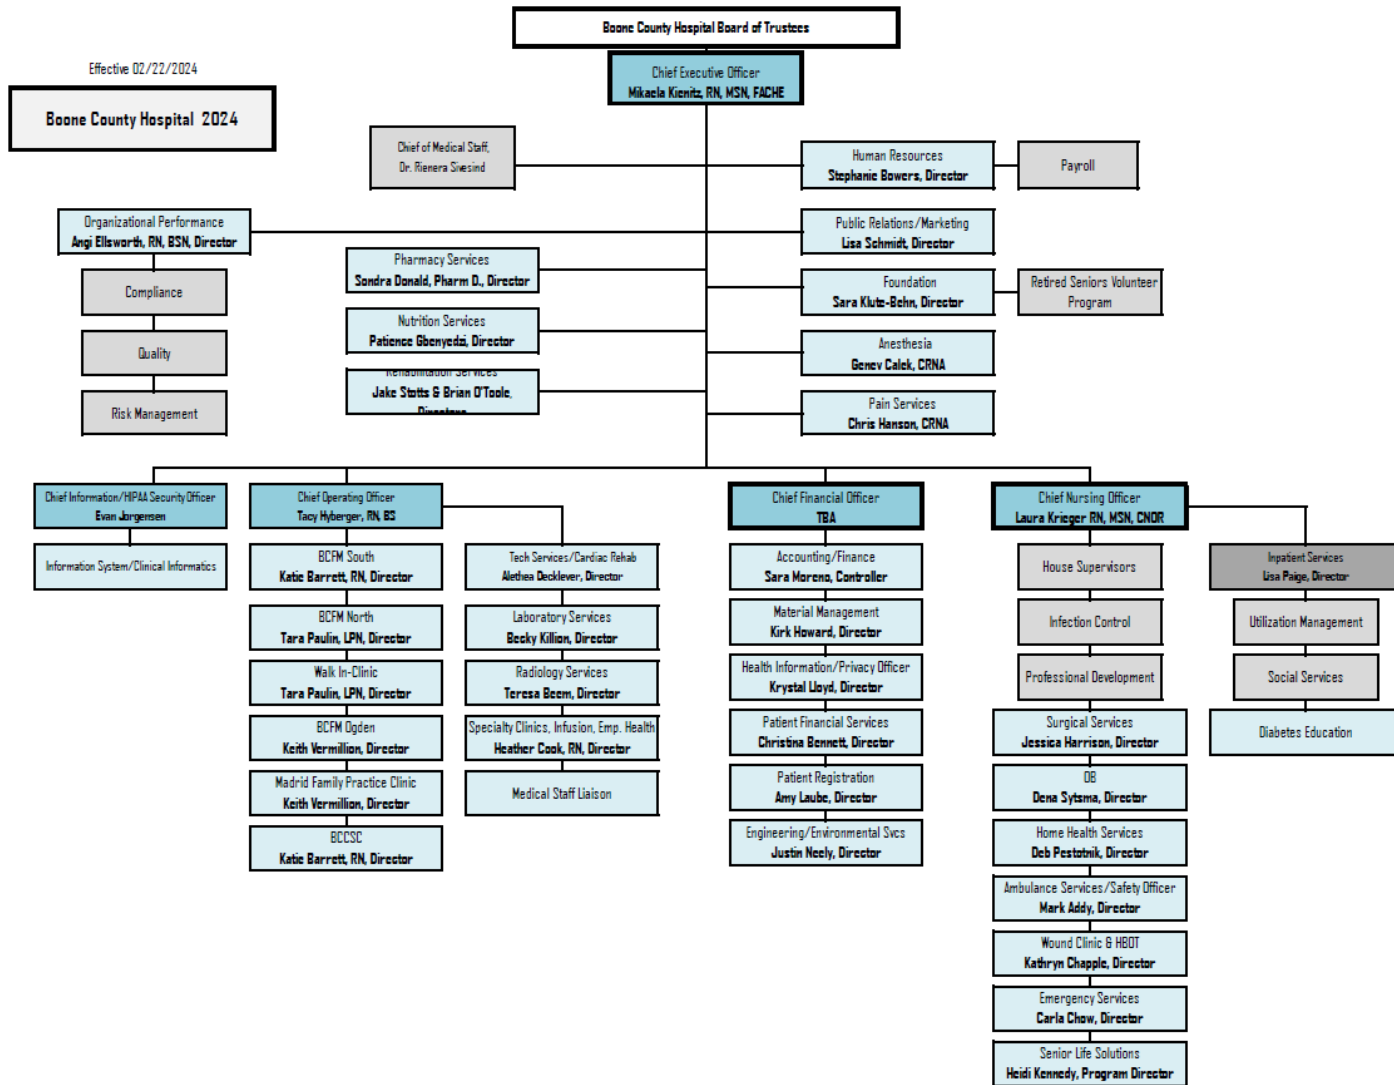 Boone County Hospital Board of Trustees
Effective 02/22/2024
Boone County Hospital 2024
Chief Executive Officer
Mikaela Kienitz, RN, MSN, FACHE
Chief of Medical Staff,
Dr. Rienera Sivesind
Human Resources
Stephanie Bowers, Director
Payroll
Organizational Performance
Angi Ellsworth, RN, BSN, Director
Public Relations/Marketing
Lisa Schmidt, Director
Compliance
Quality
Risk Management
Pharmacy Services
Sondra Donald, Pharm D., Director
Foundation
Sara Klute-Behn, Director
Retired Seniors Volunteer
Program
Nutrition Services
Patience Gbenyedzi, Director
Anesthesia
Genev Calek, CRNA
Rehabilitation Services
Jake Stotts & Brian O'Toole,
Directors
Pain Services
Chris Hanson, CRNA
Chief Information/HIPAA Security Officer
Evan Jorgensen
Information System/Clinical Informatics
Chief Operating Officer
Tacy Hyberger, RN, BS
BCFM South
Katie Barrett, RN, Director
BCFM North
Tara Paulin, LPN, Director
Walk In-Clinic
Tara Paulin, LPN, Director
BCFM Ogden
Keith Vermillion, Director
Madrid Family Practice Clinic
Keith Vermillion, Director
BCCSC
Katie Barrett, RN, Director
Tech Services/Cardiac Rehab
Alethea Decklever, Director
Laboratory Services
Becky Killion, Director
Radiology Services
Teresa Beem, Director
Specialty Clinics, Infusion, Emp. Health
Heather Cook, RN, Director
Medical Staff Liaison
Chief Financial Officer
TBA
Accounting/Finance
Sara Moreno, Controller
Material Management
Kirk Howard, Director
Health Information/Privacy Officer
Krystal Lloyd, Director
Patient Financial Services
Christina Bennett, Director
Patient Registration
Amy Laube, Director
Engineering/Environmental Svcs
Justin Neely, Director
Chief Nursing Officer
Laura Krieger RN, MSN, CNOR
House Supervisors
Infection Control
Professional Development
Surgical Services
Jessica Harrison, Director
OB
Dena Sytsma, Director
Home Health Services
Deb Pestotnik, Director
Ambulance Services/Safety Officer
Mark Addy, Director
Wound Clinic & HBOT
Kathryn Chapple, Director
Emergency Services
Carla Chow, Director
Senior Life Solutions
Heidi Kennedy, Program Director
Inpatient Services
Lisa Paige, Director
Utilization Management
Social Services
Diabetes Education